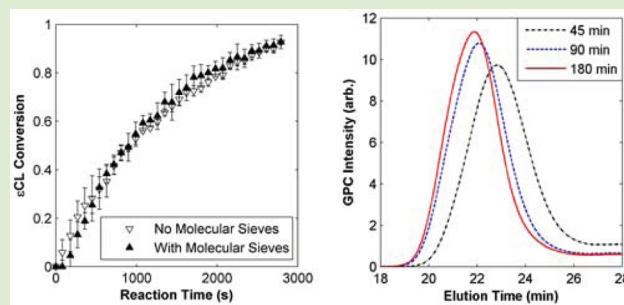 εCL Conversion
1
0.8
0.6
0.4
0.2
0
0 1000 2000 3000
Reaction Time (s)
No Molecular Sieves
With Molecular Sieves
GPC Intensity (arb.)
12
10
8
6
4
2
0
18 20 22 24 26 28
Elution Time (min)
45 min
90 min
180 min